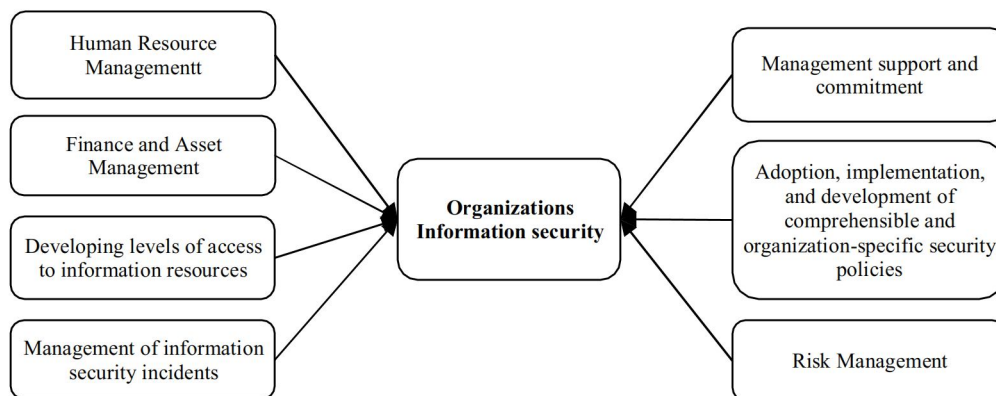 Human Resource
Managementt
Finance and Asset
Management
Developing levels of access
to information resources
Management of information
security incidents
Organizations
Information security
Management support and
commitment
Adoption, implementation,
and development of
comprehensible and
organization-specific security
policies
Risk Management